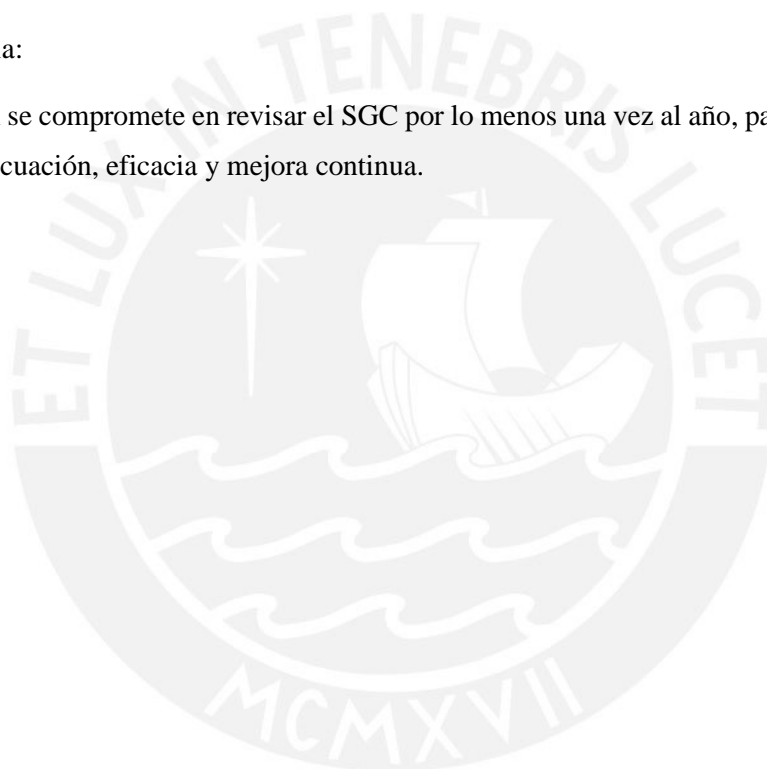 a:
se compromete en revisar el SGC por lo menos una vez al año, pa
cuación, eficacia y mejora continua.
ET LUX IN TENEBRIS LUCET
MCMXVII